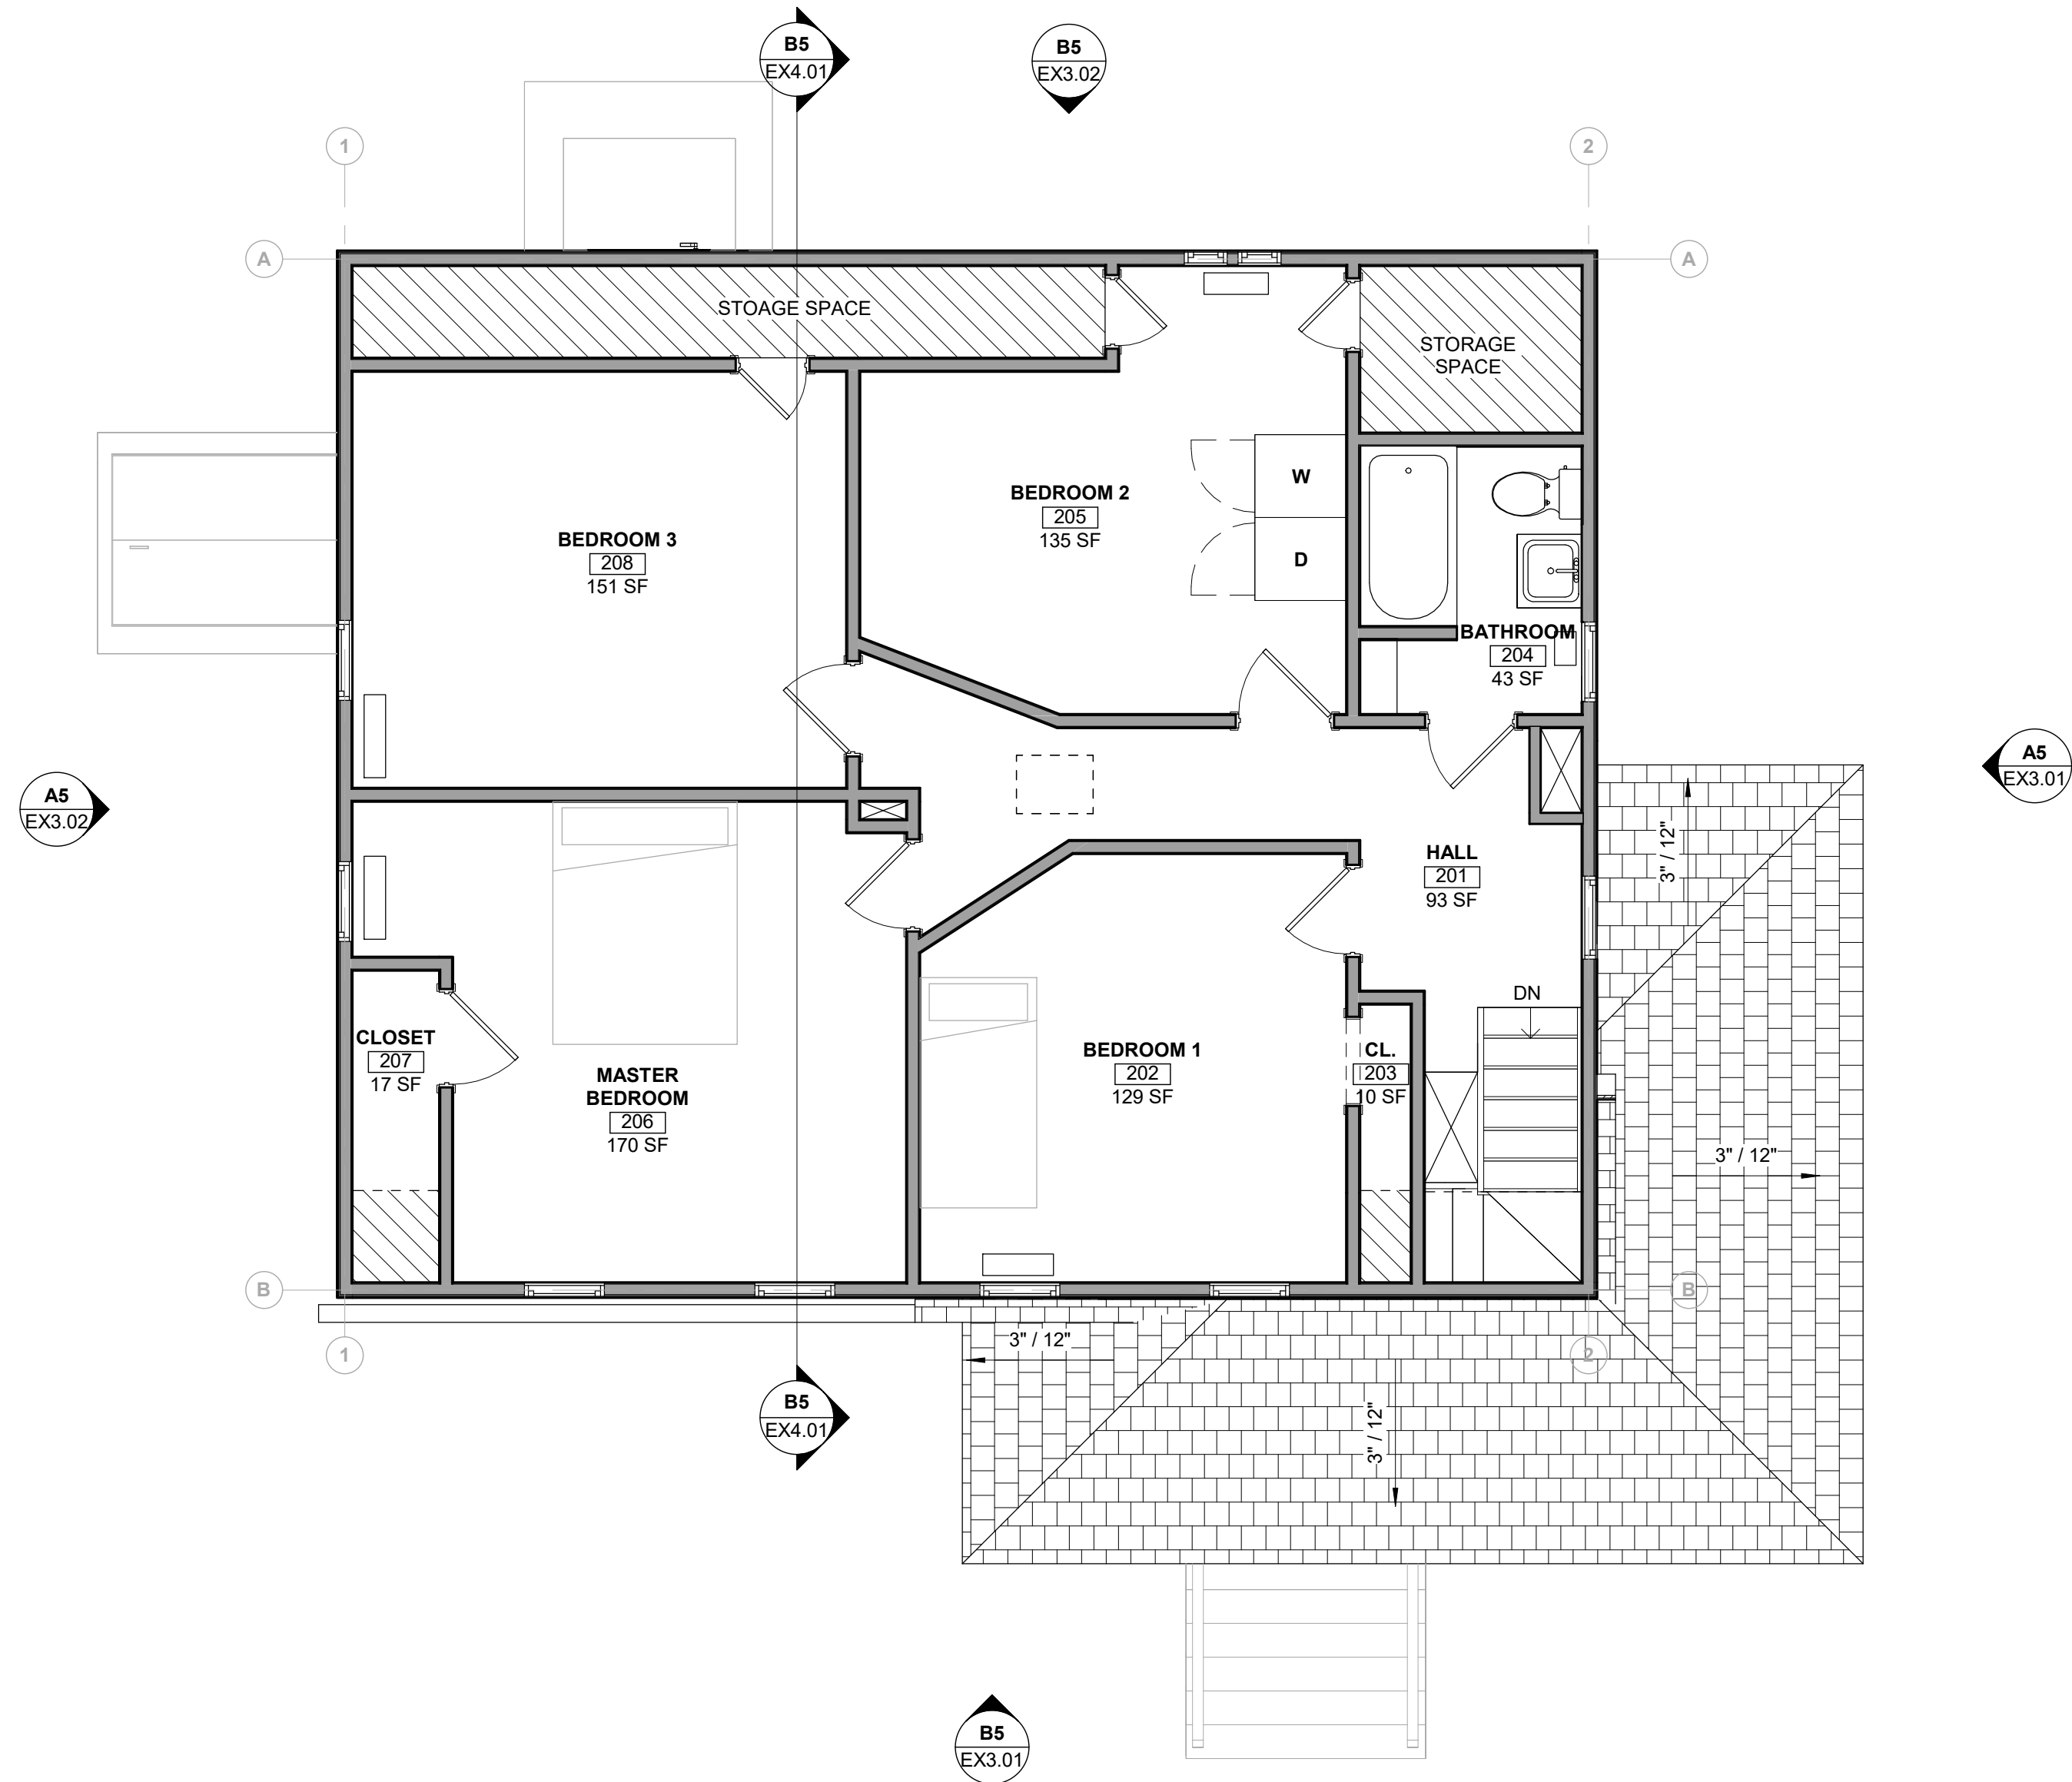 B5
EX4.01
B5
EX3.02
1
2
A
A
STOAGE SPACE
STORAGE
SPACE
W
BEDROOM 2
205
135 SF
D
BEDROOM 3
208
151 SF
BATHROOM
204
43 SF
A5
EX3.01
A5
EX3.02
3" / 12"
HALL
201
93 SF
DN
CLOSET
207
17 SF
BEDROOM 1
202
129 SF
CL.
203
10 SF
MASTER
BEDROOM
206
170 SF
3" / 12"
B
B
3" / 12"
1
2
B5
EX4.01
3" / 12"
B5
EX3.01